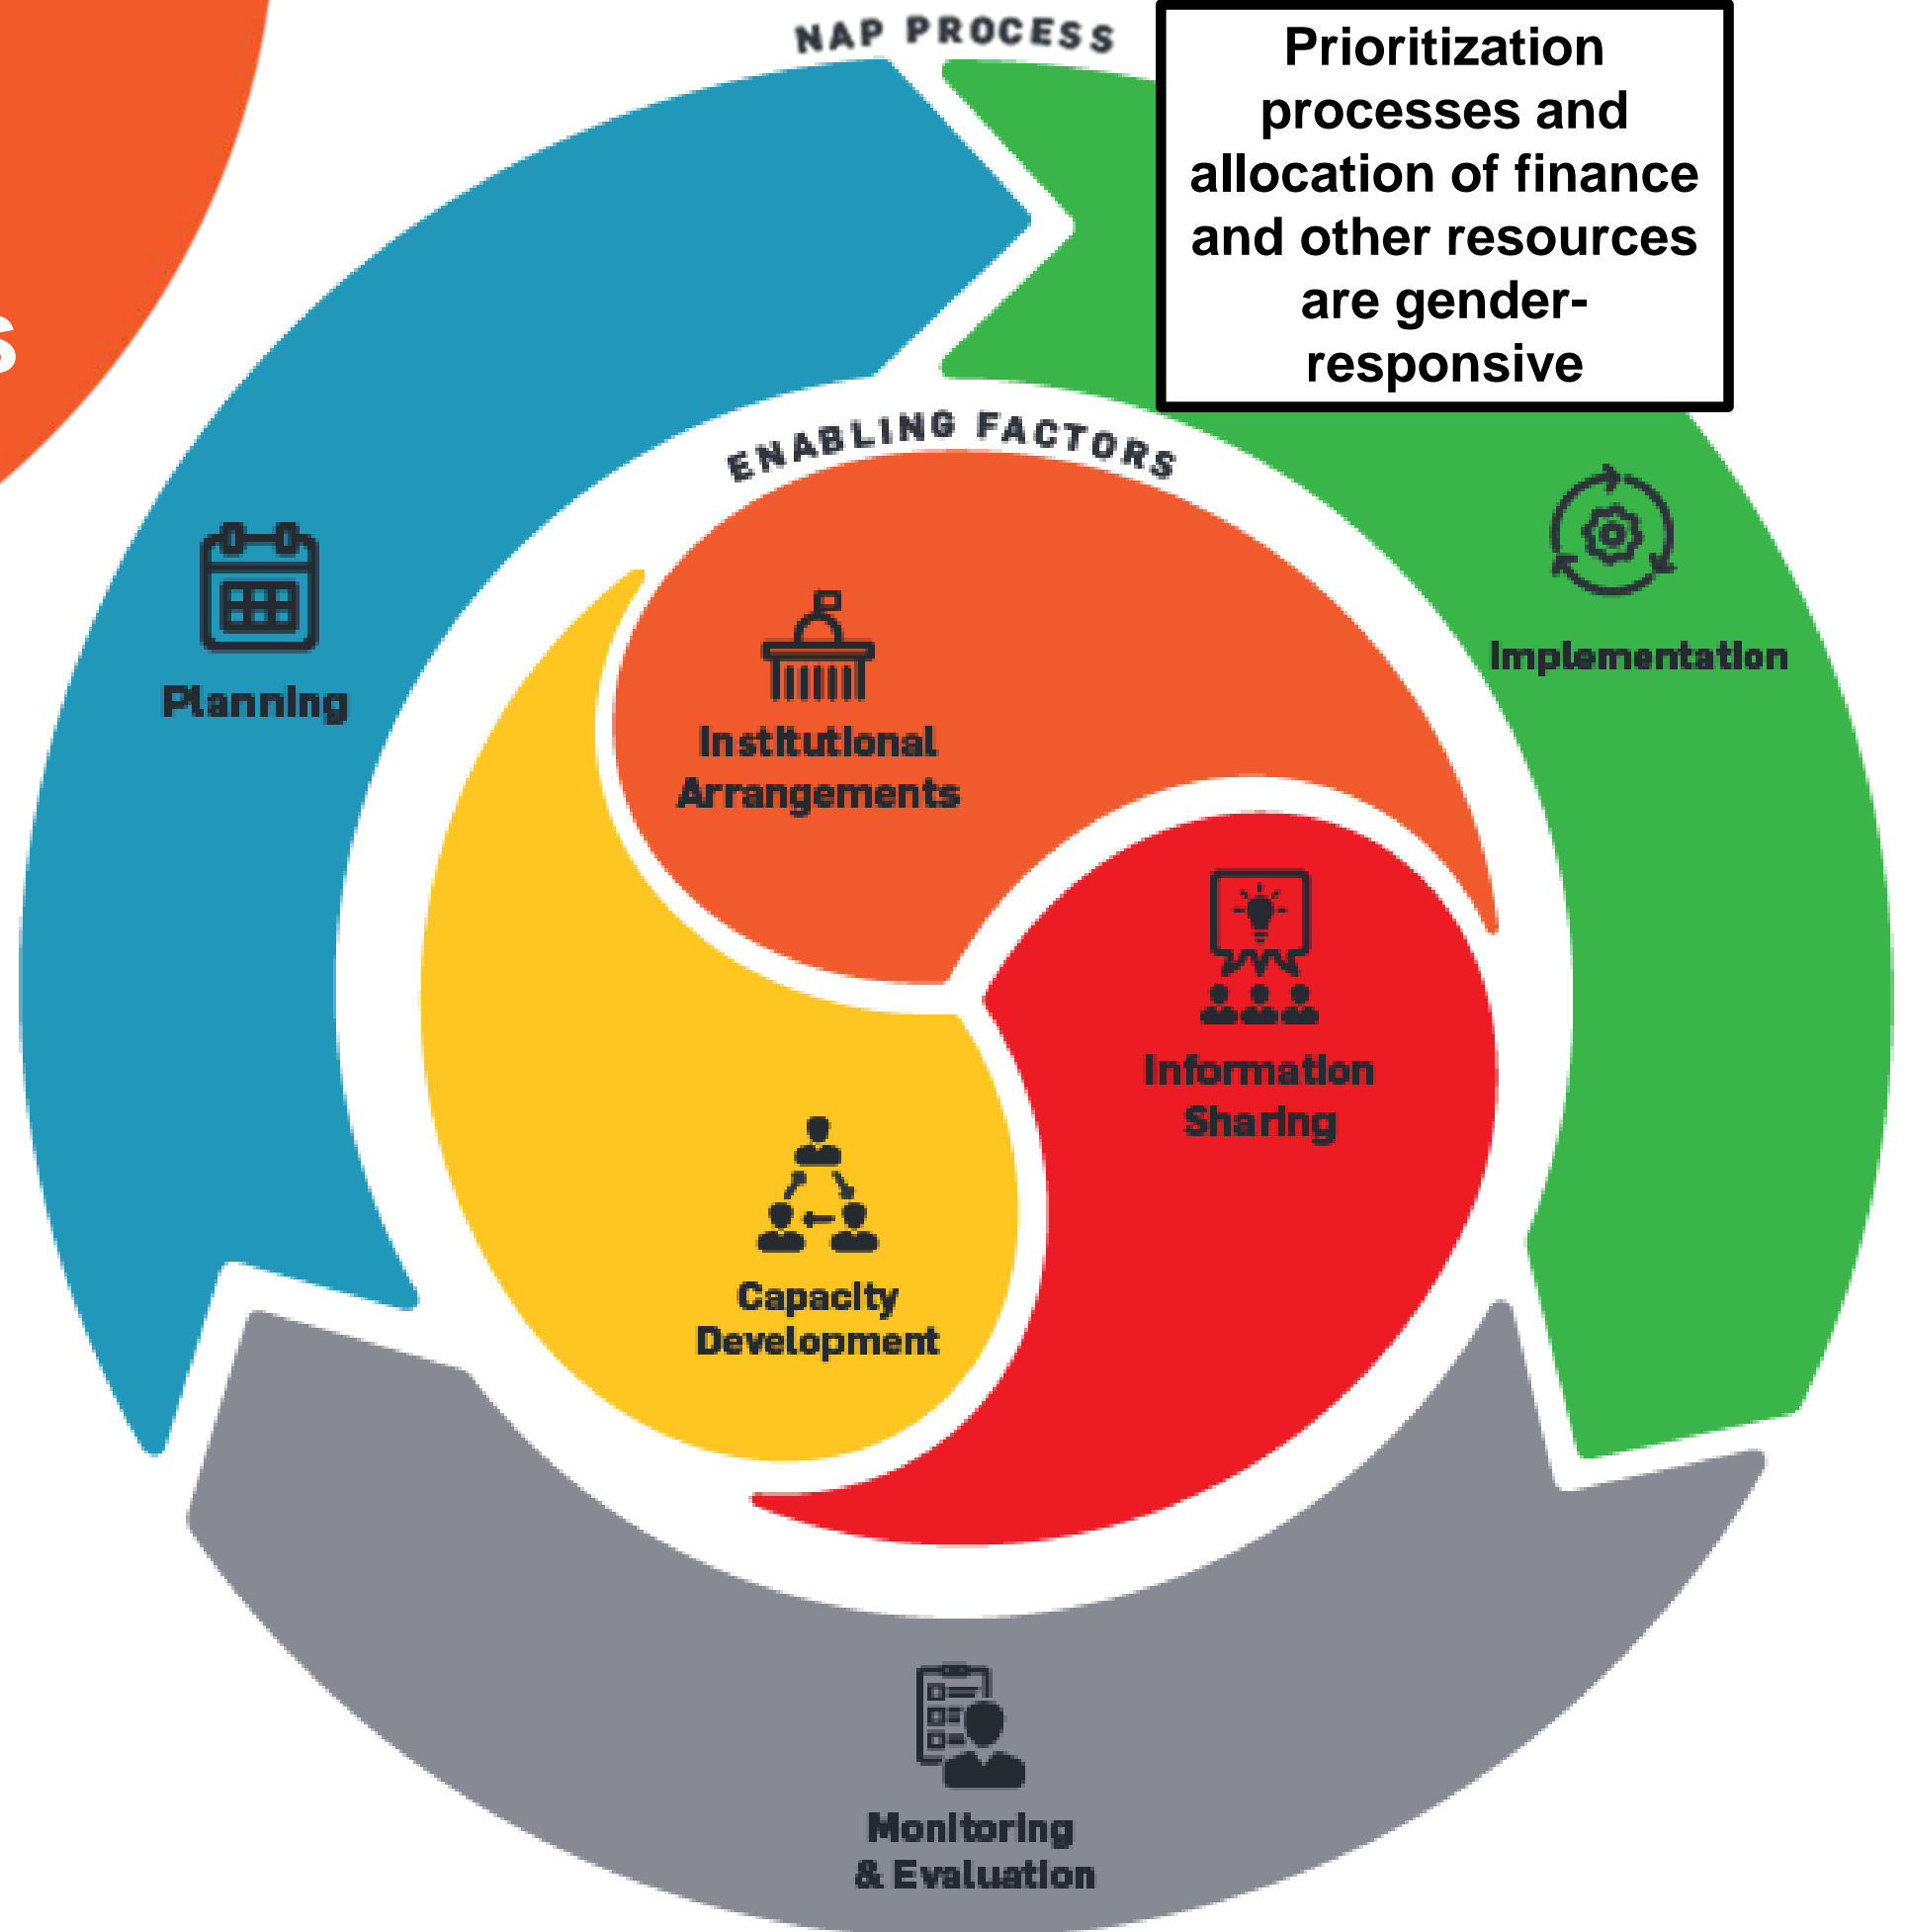 NAP PROCESS
Prioritization
processes and
allocation of finance
and other resources
are gender-
responsive
s
ENABLING FACTORS
Planning
Implementation
Institutional
Arrangements
Information
Sharing
Capacity
Development
Monitoring
& Evaluation